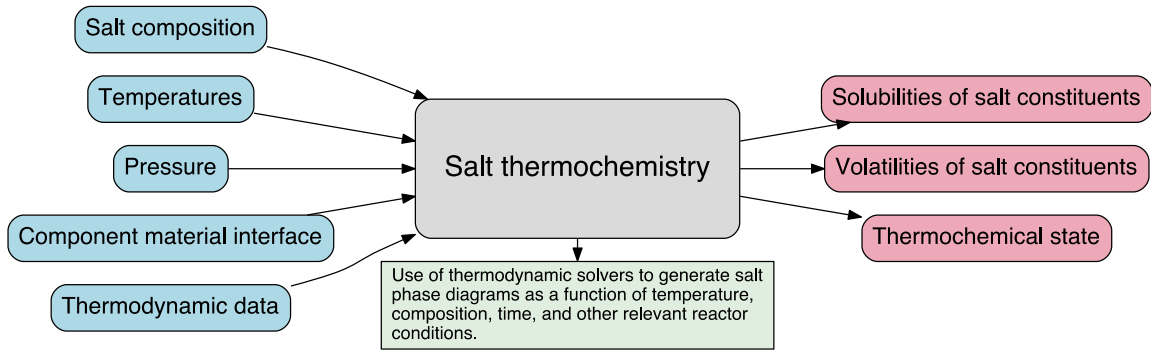 Salt composition
Temperatures
Pressure
Component material interface
Thermodynamic data
Salt thermochemistry
Use of thermodynamic solvers to generate salt
phase diagrams as a function of temperature,
composition, time, and other relevant reactor
conditions.
Solubilities of salt constituents
Volatilities of salt constituents
Thermochemical state